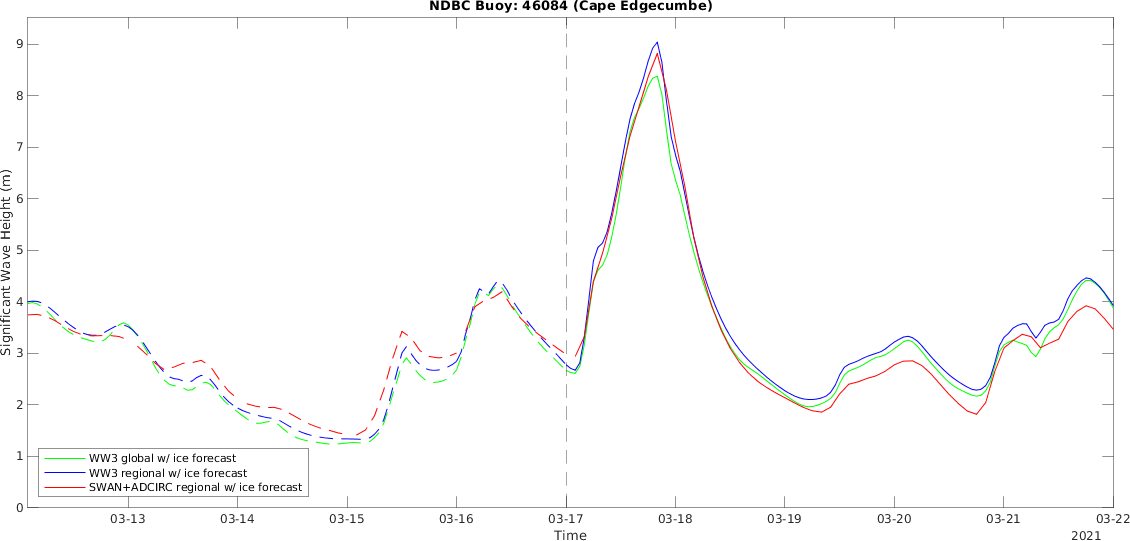 NDBC Buoy: 46084 (Cape Edgecumbe)
Significant Wave Height (m)
9
8
7
6
5
4
3
2
1
0
WW3 global w/ ice forecast
WW3 regional w/ ice forecast
SWAN+ADCIRC regional w/ ice forecast
03-13 03-14 03-15 03-16 03-17 03-18 03-19 03-20 03-21 03-22
Time
2021